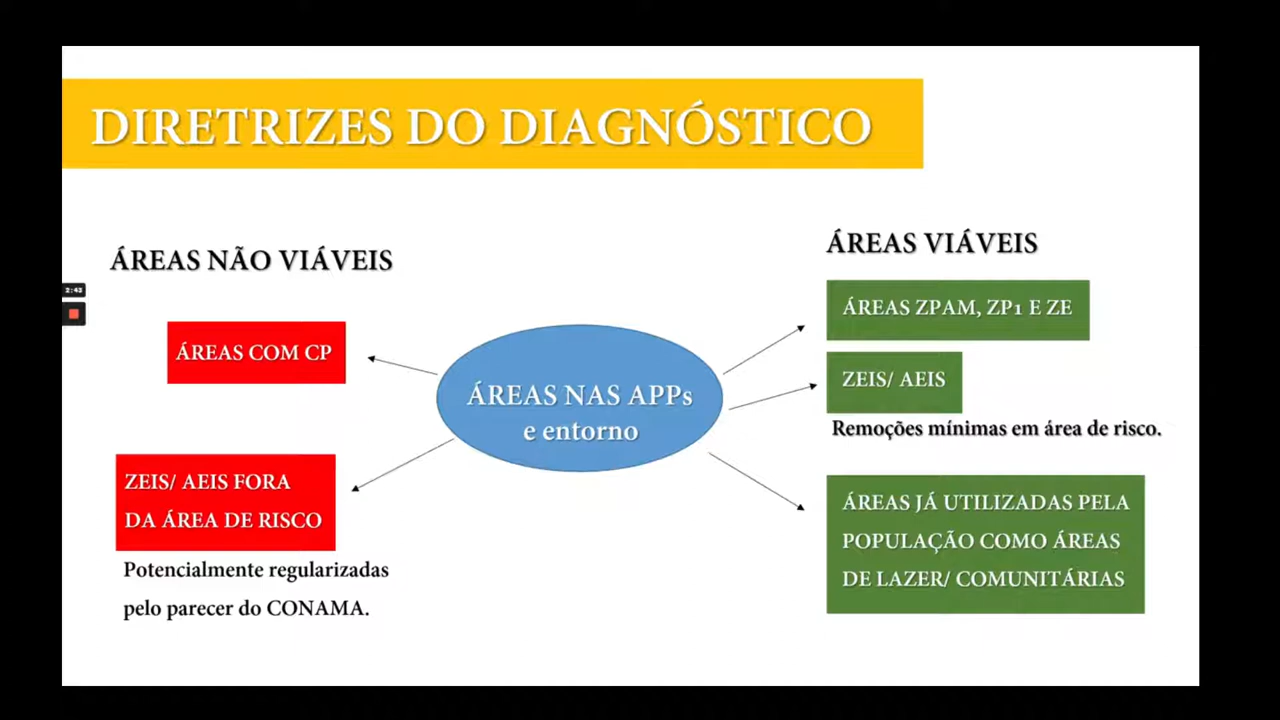 DIRETRIZES DO DIAGNÓSTICO
ÁREAS NÃO VIÁVEIS
2:43
ÁREAS COM CP
ZEIS/ AEIS FORA
DA ÁREA DE RISCO
Potencialmente regularizadas
pelo parecer do CONAMA.
ÁREAS NAS APPs
e entorno
ÁREAS VIÁVEIS
ÁREAS ZPAM, ZP1 E ZE
ZEIS/ AEIS
Remoções mínimas em área de risco.
ÁREAS JÁ UTILIZADAS PELA
POPULAÇÃO COMO ÁREAS
DE LAZER/ COMUNITÁRIAS